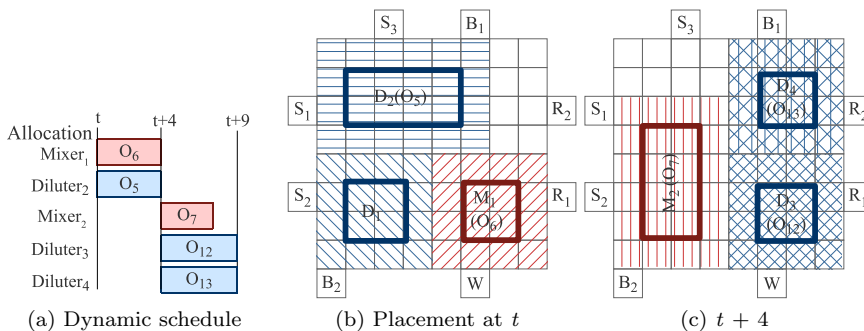 t
t+4
t+9
Allocation
Mixer₁
O₆
Diluter₂
O₅
Mixer₂
O₇
Diluter₃
O₁₂
Diluter₄
O₁₃
(a) Dynamic schedule
S₃
B₁
S₁
D₂(O₅)
R₂
S₂
D₁
M₁
(O₆)
R₁
B₂
W
(b) Placement at t
S₃
B₁
S₁
D₄
(O₁₃)
R₂
S₂
M₂(O₇)
D₃
(O₁₂)
R₁
B₂
W
(c) t + 4